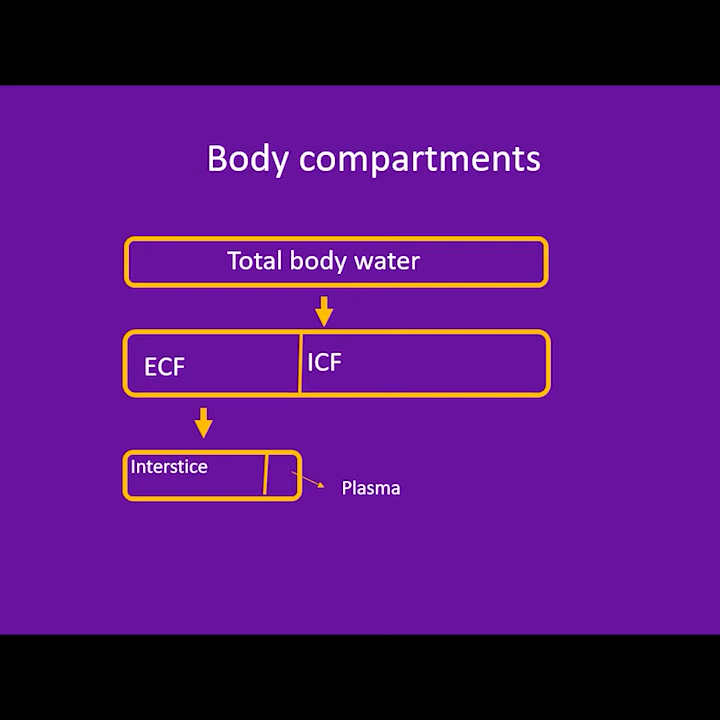 Body compartments
Total body water
ECF
ICF
Interstice
Plasma